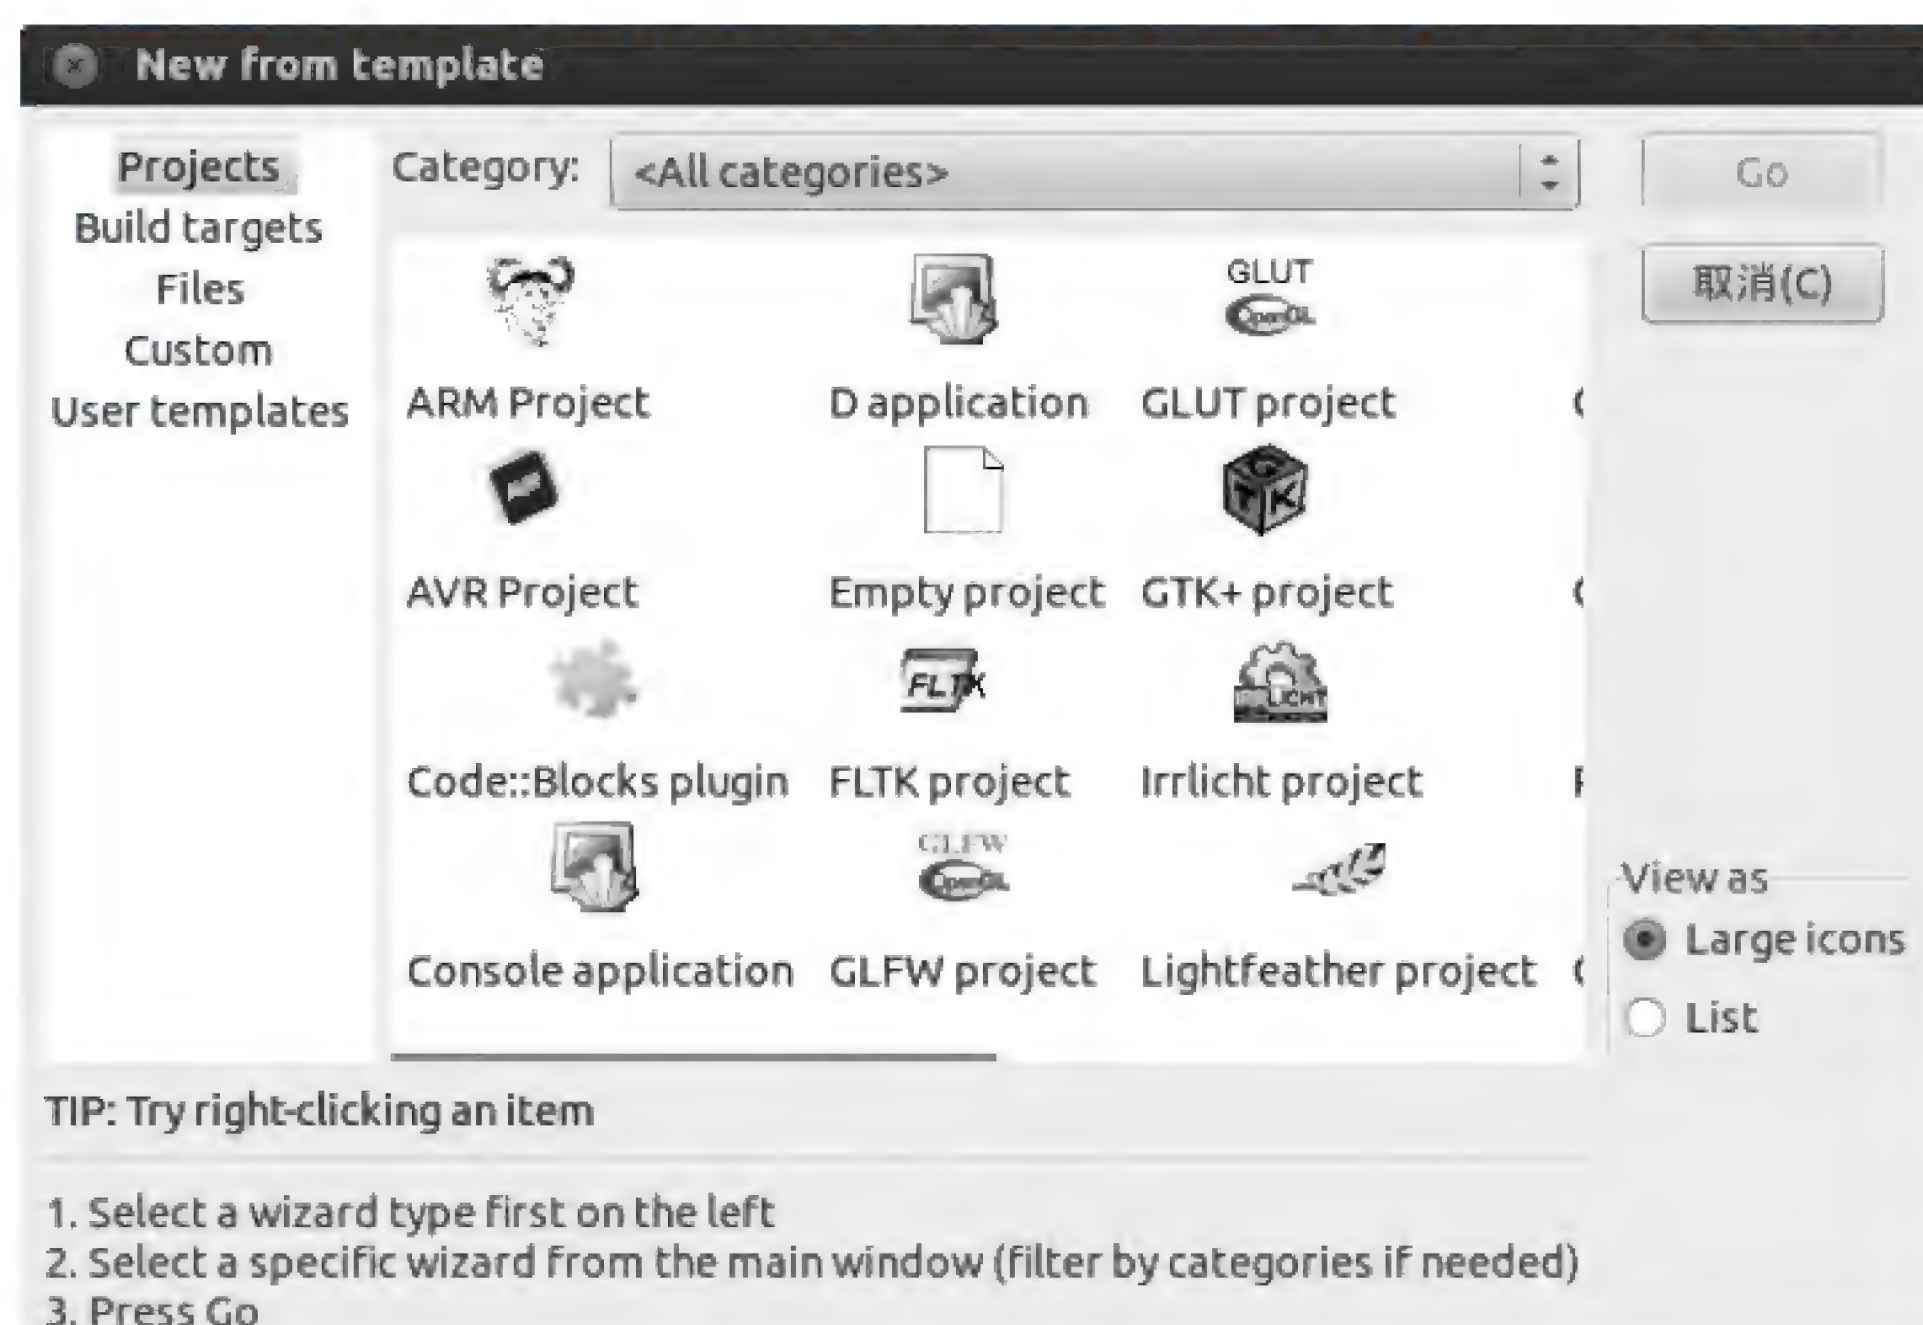 New from template
Projects
Build targets
Files
Custom
User templates
Category: <All categories>
Go
取消(C)
GLUT
OpenGL
ARM Project D application GLUT project
G
T K
AVR Project Empty project GTK+ project
FLTK
Code::Blocks plugin FLTK project Irrlicht project
GLFW
OpenGL
Console application GLFW project Lightfeather project
View as
Large icons
List
TIP: Try right-clicking an item
1. Select a wizard type first on the left
2. Select a specific wizard from the main window (filter by categories if needed)
3. Press Go